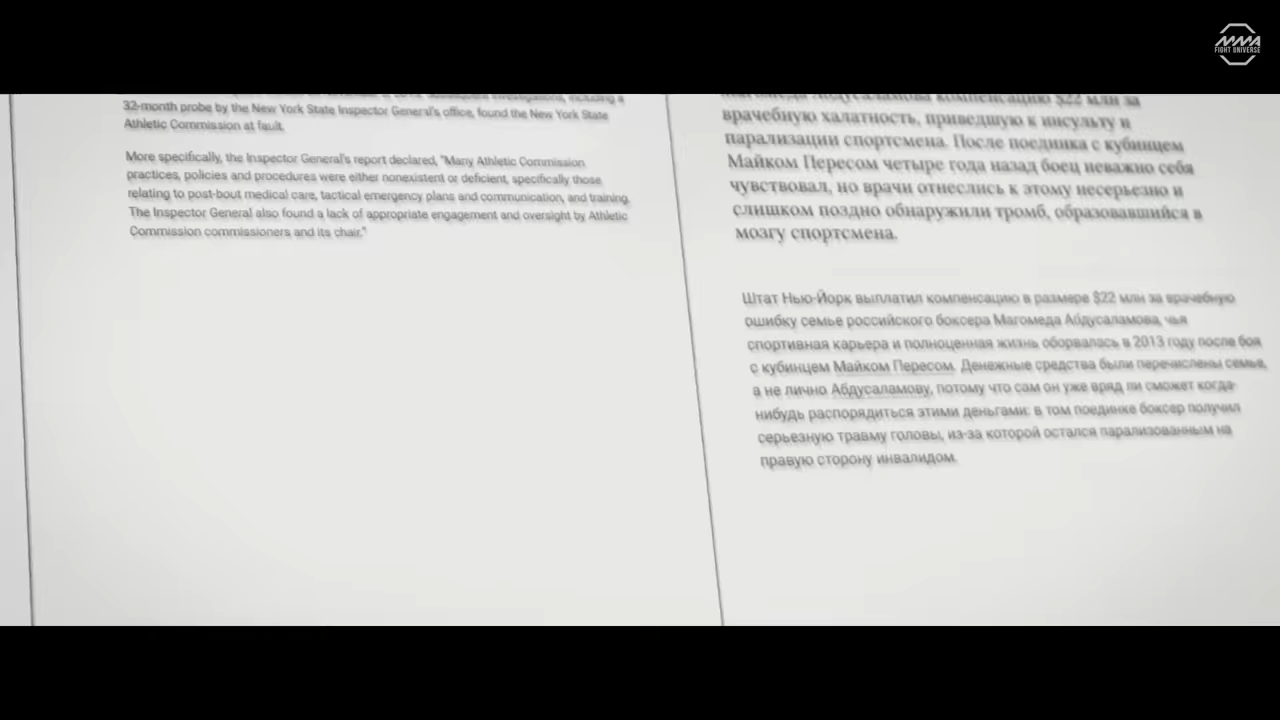 MMA
FIGHT UNIVERSE
32-month probe by the New York State Inspector General's office, found the New York State
Athletic Commission at fault.
More specifically, the Inspector General's report declared, "Many Athletic Commission
practices, policies and procedures were either nonexistent or deficient, specifically those
relating to post-bout medical care, tactical emergency plans and communication, and training.
The Inspector General also found a lack of appropriate engagement and oversight by Athletic
Commission commissioners and its chair."
компенсацию $22 млн за
врачебную халатность, приведшую к инсульту и
парализации спортсмена. После поединка с кубинцем
Майком Пересом четыре года назад боец неважно себя
чувствовал, но врачи отнеслись к этому несерьезно и
слишком поздно обнаружили тромб, образовавшийся в
мозгу спортсмена.
Штат Нью-Йорк выплатил компенсацию в размере $22 млн за врачебную
ошибку семье российского боксера Магомеда Абдусаламова, чья
спортивная карьера и полноценная жизнь оборвалась в 2013 году после боя
с кубинцем Майком Пересом. Денежные средства были перечислены семье,
а не лично Абдусаламову, потому что сам он уже вряд ли сможет когда-
нибудь распорядиться этими деньгами: в том поединке боксер получил
серьезную травму головы, из-за которой остался парализованным на
правую сторону инвалидом.